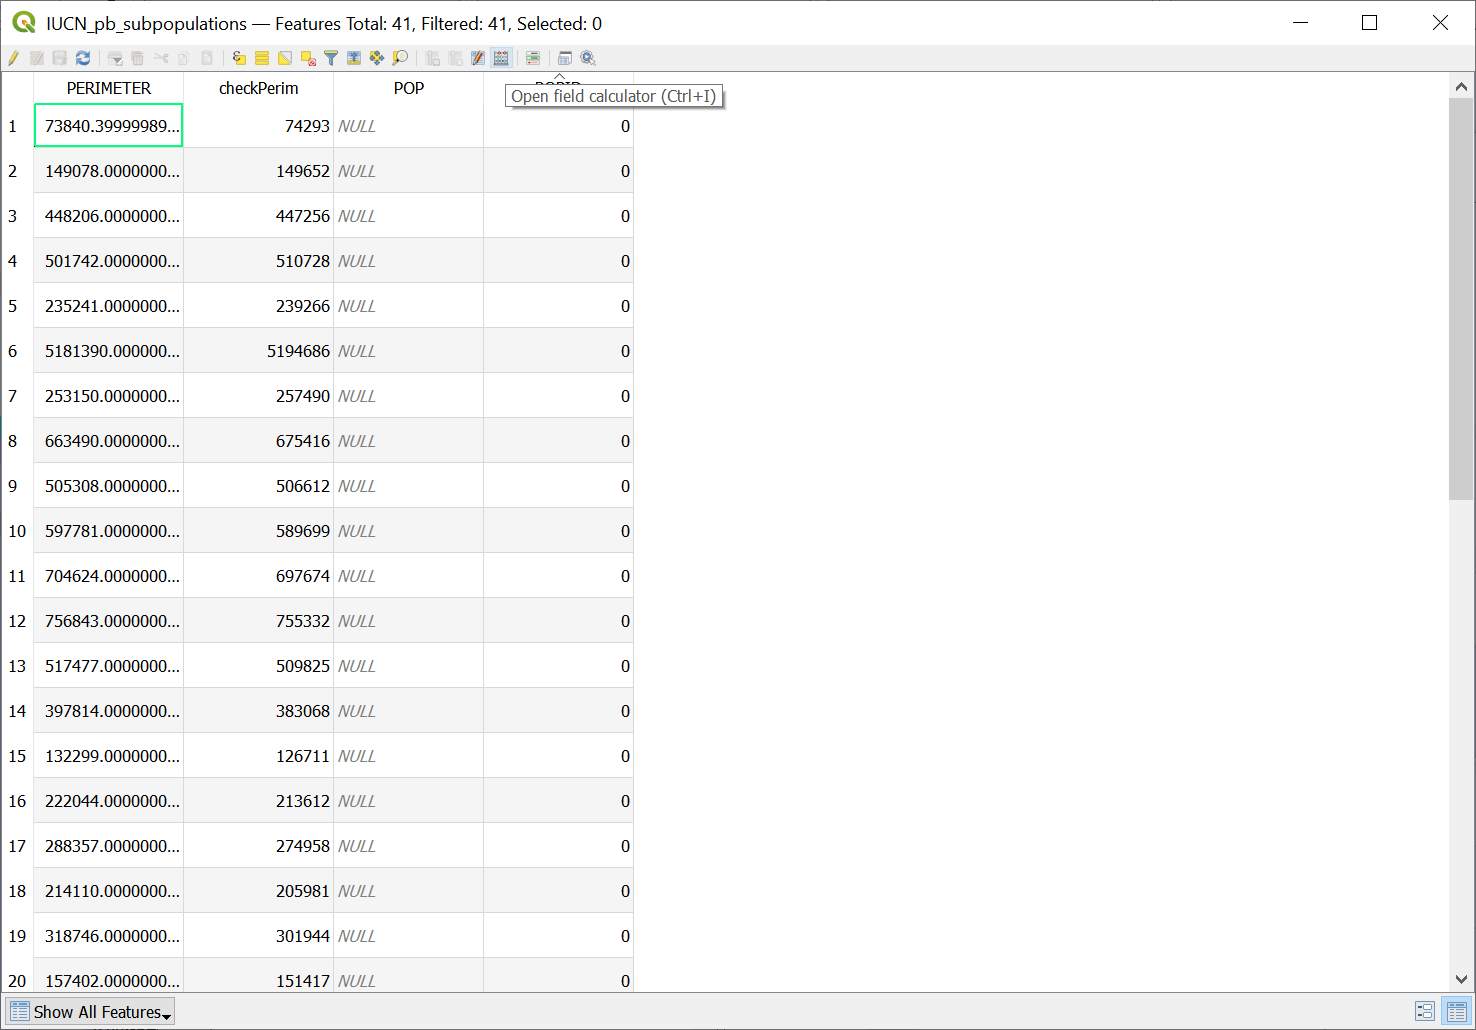 IUCN_pb_subpopulations — Features Total: 41, Filtered: 41, Selected: 0
PERIMETER checkPerim POP
Open field calculator (Ctrl+I)
1 73840.39999989... 74293 NULL 0
2 149078.0000000... 149652 NULL 0
3 448206.0000000... 447256 NULL 0
4 501742.0000000... 510728 NULL 0
5 235241.0000000... 239266 NULL 0
6 5181390.000000... 5194686 NULL 0
7 253150.0000000... 257490 NULL 0
8 663490.0000000... 675416 NULL 0
9 505308.0000000... 506612 NULL 0
10 597781.0000000... 589699 NULL 0
11 704624.0000000... 697674 NULL 0
12 756843.0000000... 755332 NULL 0
13 517477.0000000... 509825 NULL 0
14 397814.0000000... 383068 NULL 0
15 132299.0000000... 126711 NULL 0
16 222044.0000000... 213612 NULL 0
17 288357.0000000... 274958 NULL 0
18 214110.0000000... 205981 NULL 0
19 318746.0000000... 301944 NULL 0
20 157402.0000000... 151417 NULL 0
Show All Features